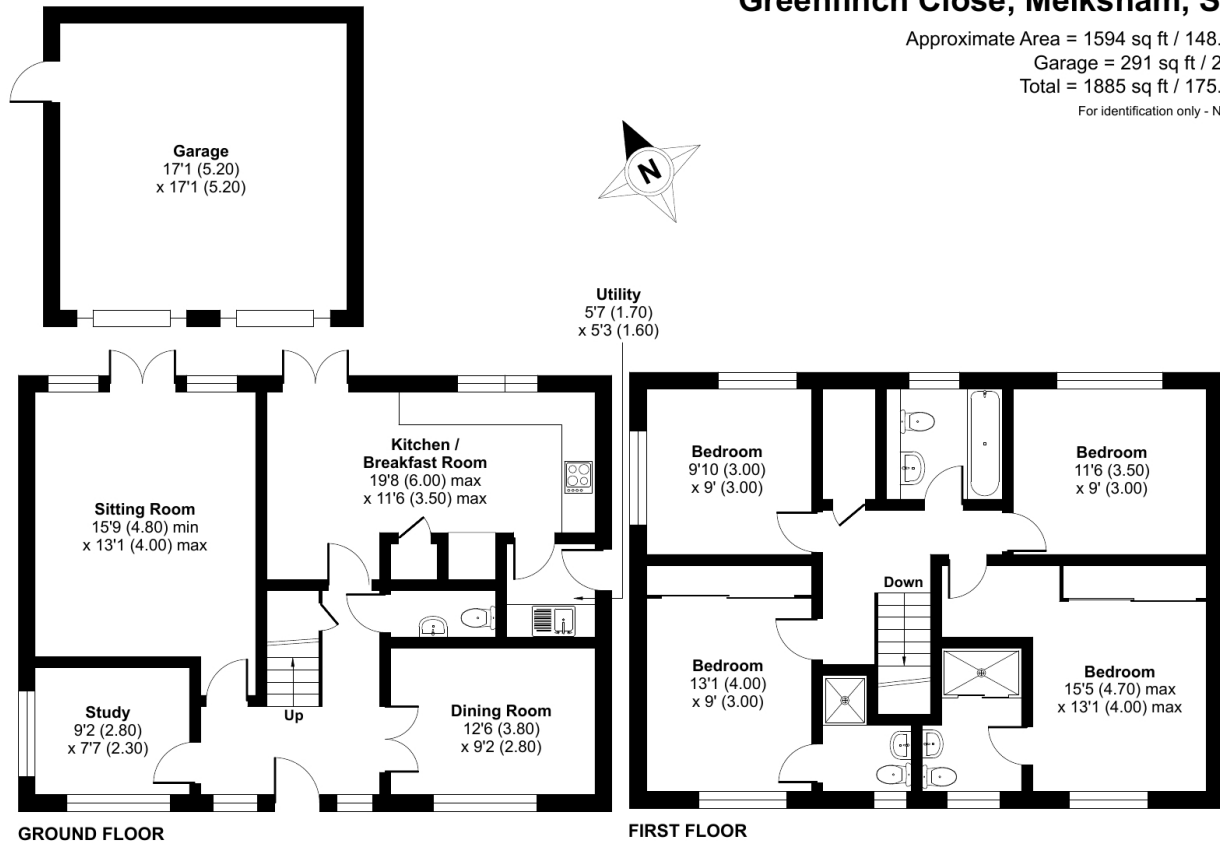 Greenfinch Close, Melksham, S
Approximate Area = 1594 sq ft / 148.
Garage = 291 sq ft / 2
Total = 1885 sq ft / 175.
For identification only - N
Garage
17'1 (5.20)
x 17'1 (5.20)
N
Utility
5'7 (1.70)
x 5'3 (1.60)
Kitchen /
Breakfast Room
19'8 (6.00) max
x 11'6 (3.50) max
Sitting Room
15'9 (4.80) min
x 13'1 (4.00) max
Study
9'2 (2.80)
x 7'7 (2.30)
Up
Dining Room
12'6 (3.80)
x 9'2 (2.80)
GROUND FLOOR
Bedroom
9'10 (3.00)
x 9' (3.00)
Bedroom
11'6 (3.50)
x 9' (3.00)
Down
Bedroom
13'1 (4.00)
x 9' (3.00)
Bedroom
15'5 (4.70) max
x 13'1 (4.00) max
FIRST FLOOR